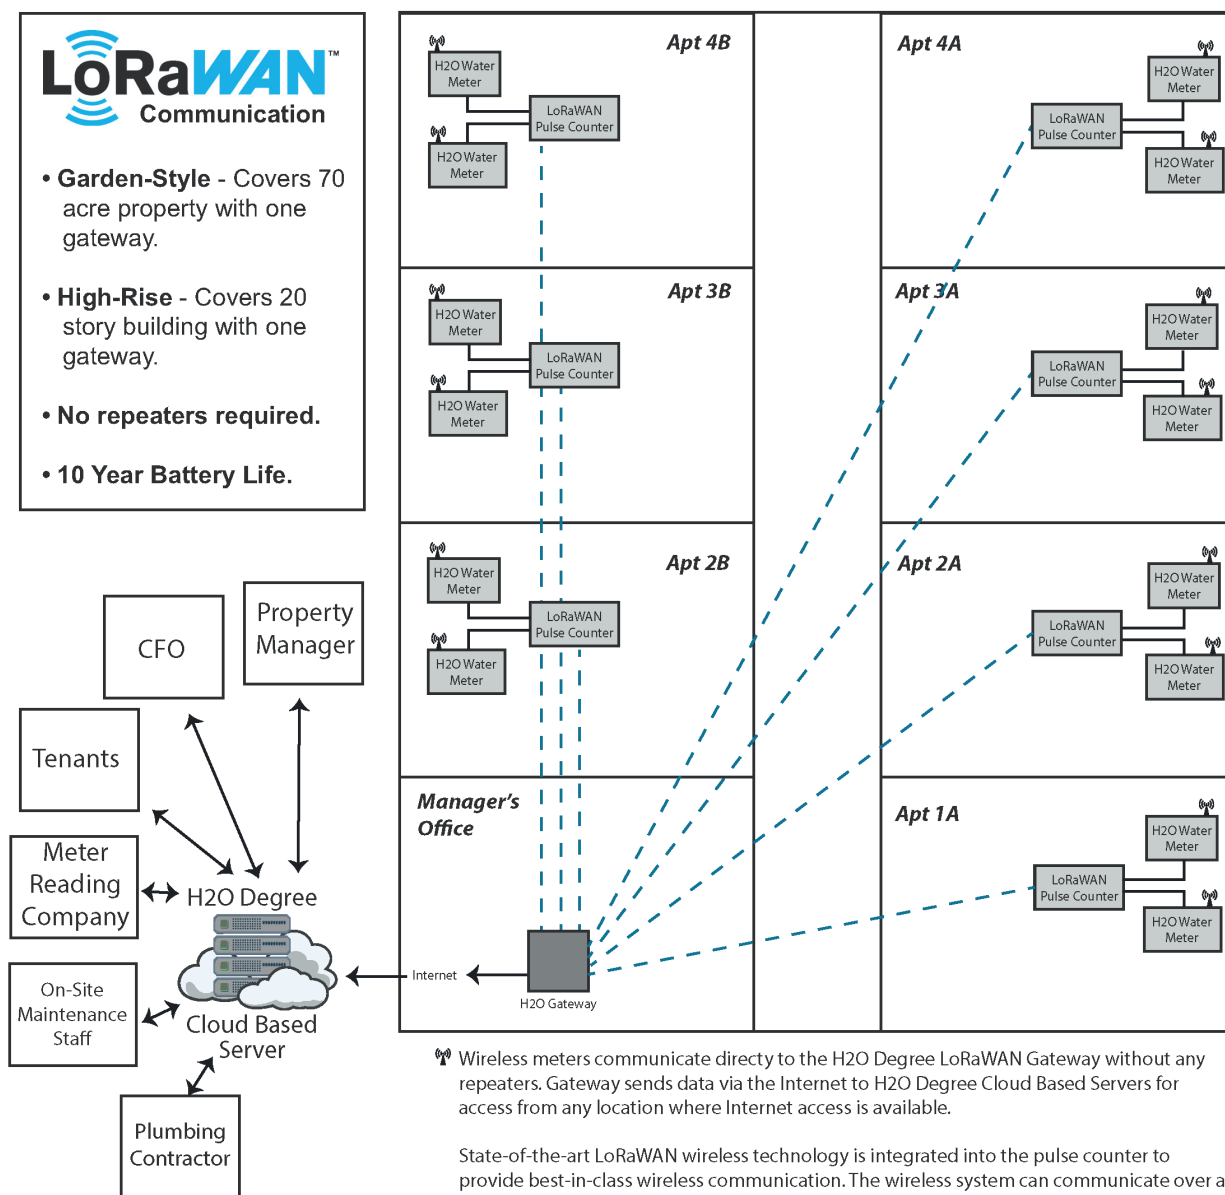 LoRaWAN™
Communication
• Garden-Style - Covers 70
acre property with one
gateway.
• High-Rise - Covers 20
story building with one
gateway.
• No repeaters required.
• 10 Year Battery Life.
Apt 4B
H2O Water
Meter
LoRaWAN
Pulse Counter
H2O Water
Meter
Apt 4A
H2O Water
Meter
LoRaWAN
Pulse Counter
H2O Water
Meter
Apt 3B
H2O Water
Meter
LoRaWAN
Pulse Counter
H2O Water
Meter
Apt 3A
H2O Water
Meter
LoRaWAN
Pulse Counter
H2O Water
Meter
Apt 2B
H2O Water
Meter
LoRaWAN
Pulse Counter
H2O Water
Meter
Apt 2A
H2O Water
Meter
LoRaWAN
Pulse Counter
H2O Water
Meter
Manager's
Office
H2O Gateway
Apt 1A
H2O Water
Meter
LoRaWAN
Pulse Counter
H2O Water
Meter
Property
Manager
CFO
Tenants
Meter
Reading
Company
H2O Degree
Internet
On-Site
Maintenance
Staff
Cloud Based
Server
Plumbing
Contractor
Wireless meters communicate directy to the H2O Degree LoRaWAN Gateway without any
repeaters. Gateway sends data via the Internet to H2O Degree Cloud Based Servers for
access from any location where Internet access is available.
State-of-the-art LoRaWAN wireless technology is integrated into the pulse counter to
provide best-in-class wireless communication. The wireless system can communicate over a